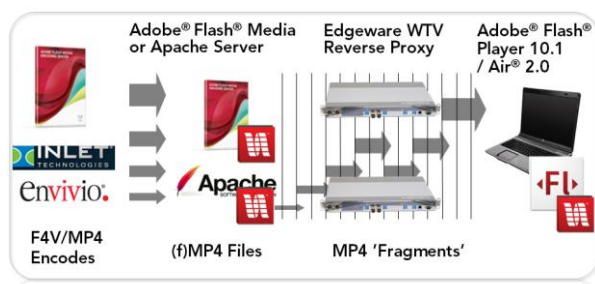 Adobe® Flash® Media
or Apache Server
Edgeware WTV
Reverse Proxy
Adobe® Flash®
Player 10.1
/ Air® 2.0
INLET
TECHNOLOGIES
envivio.
Apache
FL
F4V/MP4
Encodes
(f)MP4 Files
MP4 'Fragments'